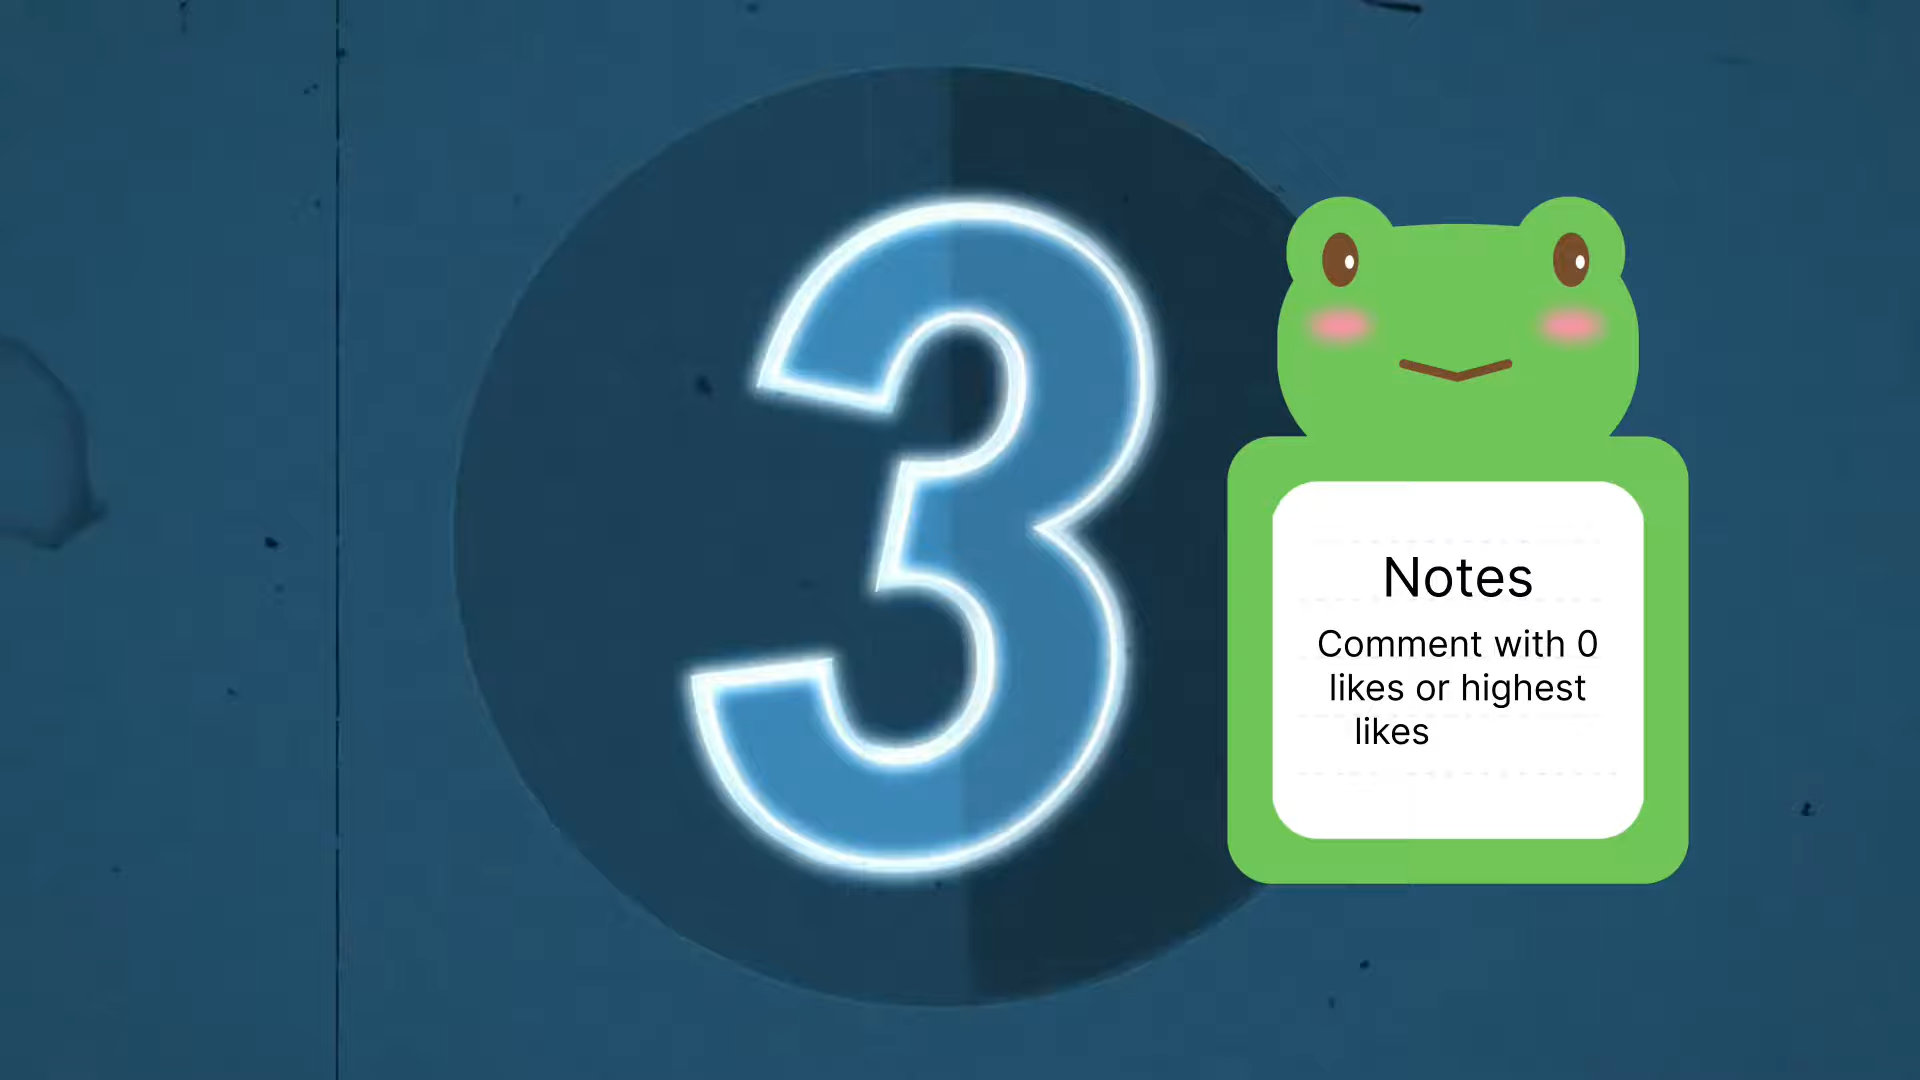 3
Notes
Comment with 0
likes or highest
likes